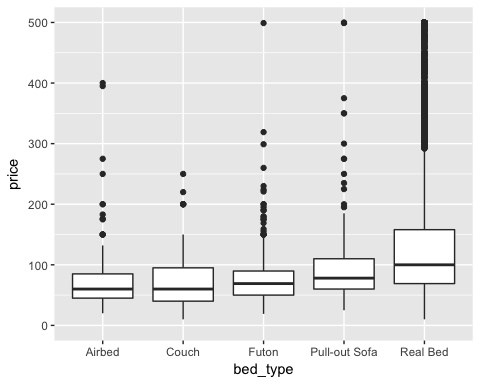 price
500
400
300
200
100
0
Airbed
Couch
Futon
Pull-out Sofa
Real Bed
bed_type